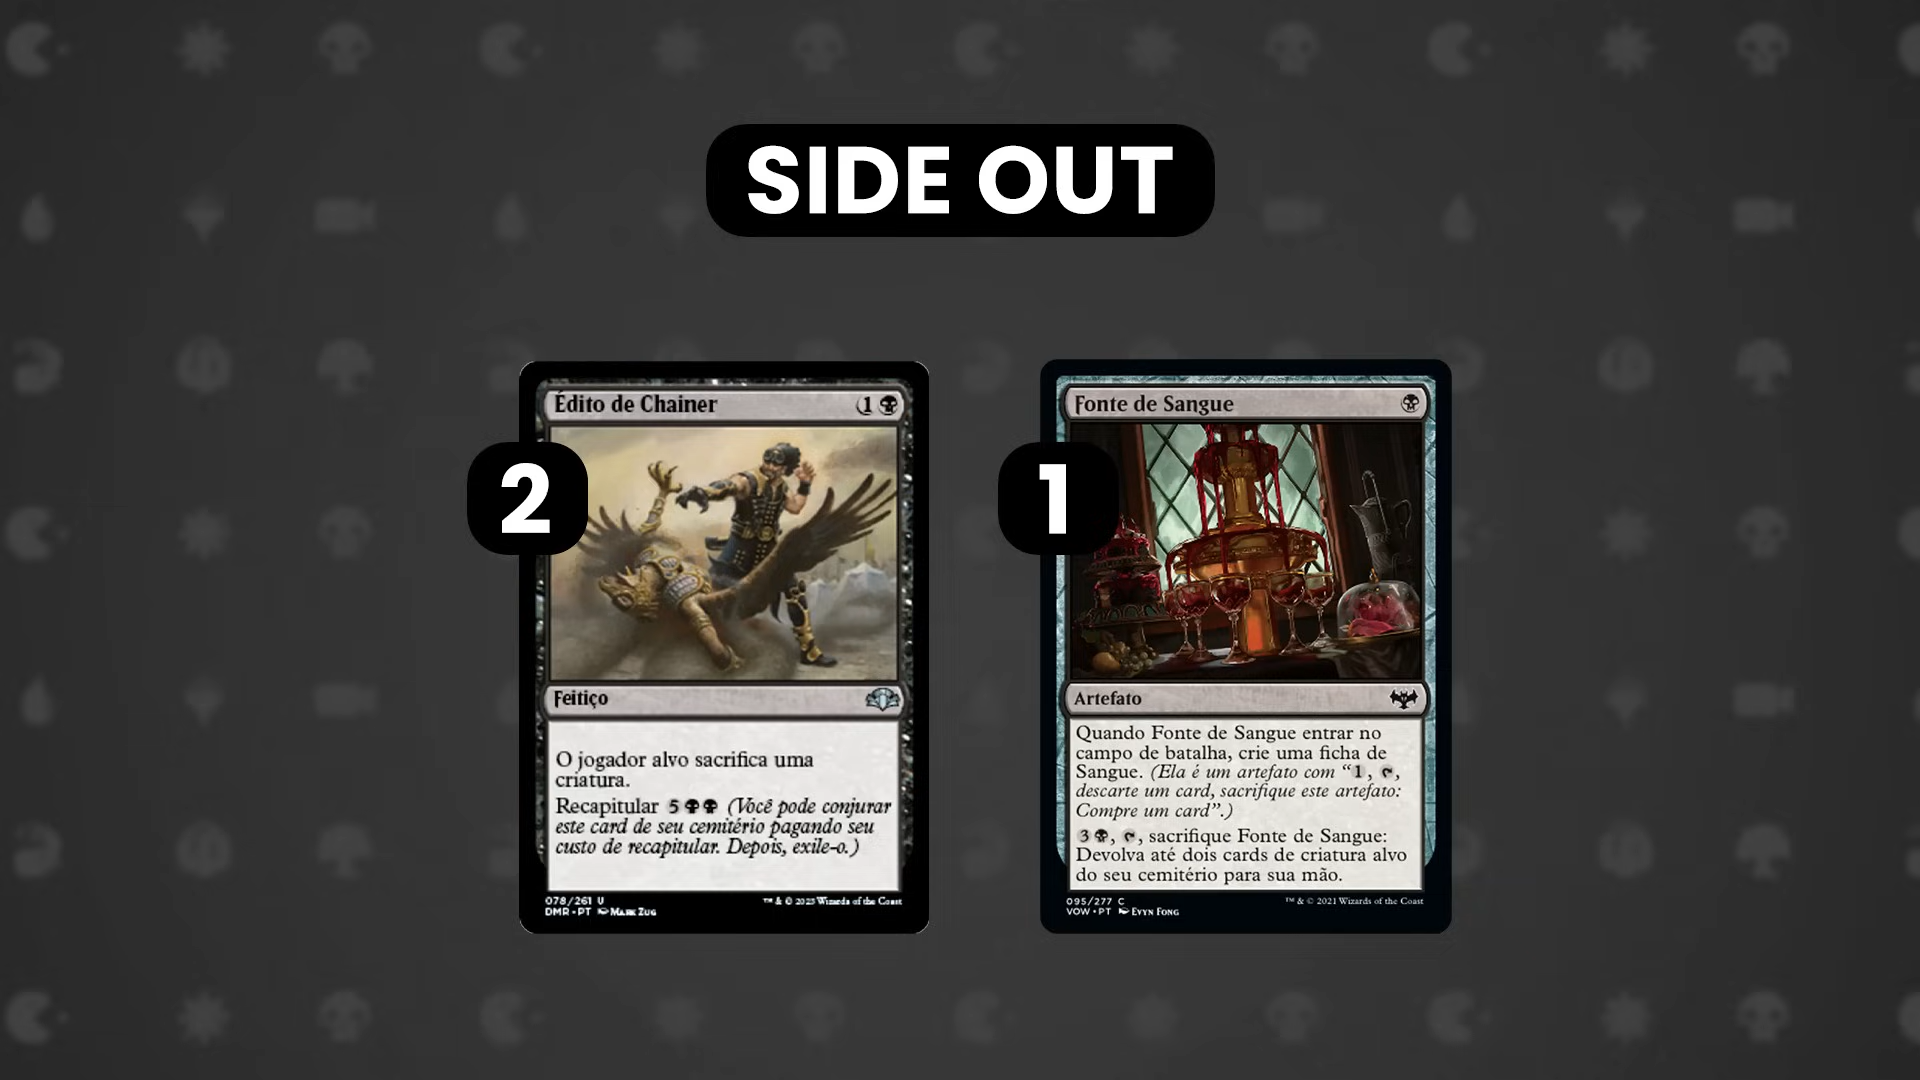 SIDE OUT
2
Édito de Chainer 1
Feitiço
O jogador alvo sacrifica uma
criatura.
Recapitular 5 (Você pode conjurar
este card de seu cemitério pagando seu
custo de recapitular. Depois, exile-o.)
078/261 U
DMR • PT Mark Zug
™ & © 2023 Wizards of the Coast
1
Fonte de Sangue
Artefato
Quando Fonte de Sangue entrar no
campo de batalha, crie uma ficha de
Sangue. (Ela é um artefato com “1, ,
descarte um card, sacrifique este artefato:
Compre um card”.)
3 , , sacrifique Fonte de Sangue:
Devolva até dois cards de criatura alvo
do seu cemitério para sua mão.
095/277 C
VOW • PT Evyn Fong
™ & © 2021 Wizards of the Coast